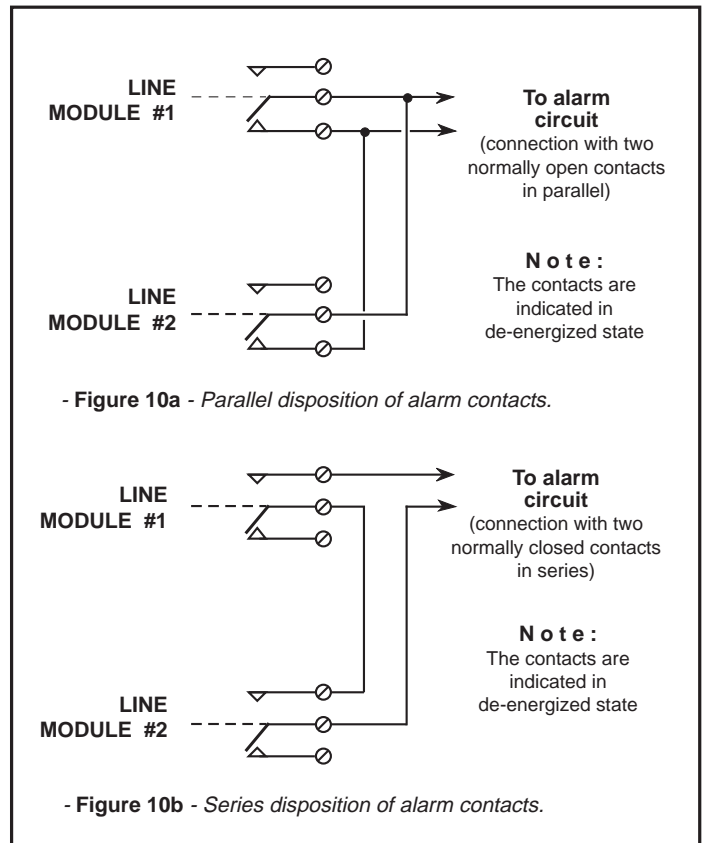 LINE
MODULE #1
To alarm
circuit
(connection with two
normally open contacts
in parallel)
LINE
MODULE #2
N o t e :
The contacts are
indicated in
de-energized state
- Figure 10a - Parallel disposition of alarm contacts.
LINE
MODULE #1
To alarm
circuit
(connection with two
normally closed contacts
in series)
LINE
MODULE #2
N o t e :
The contacts are
indicated in
de-energized state
- Figure 10b - Series disposition of alarm contacts.